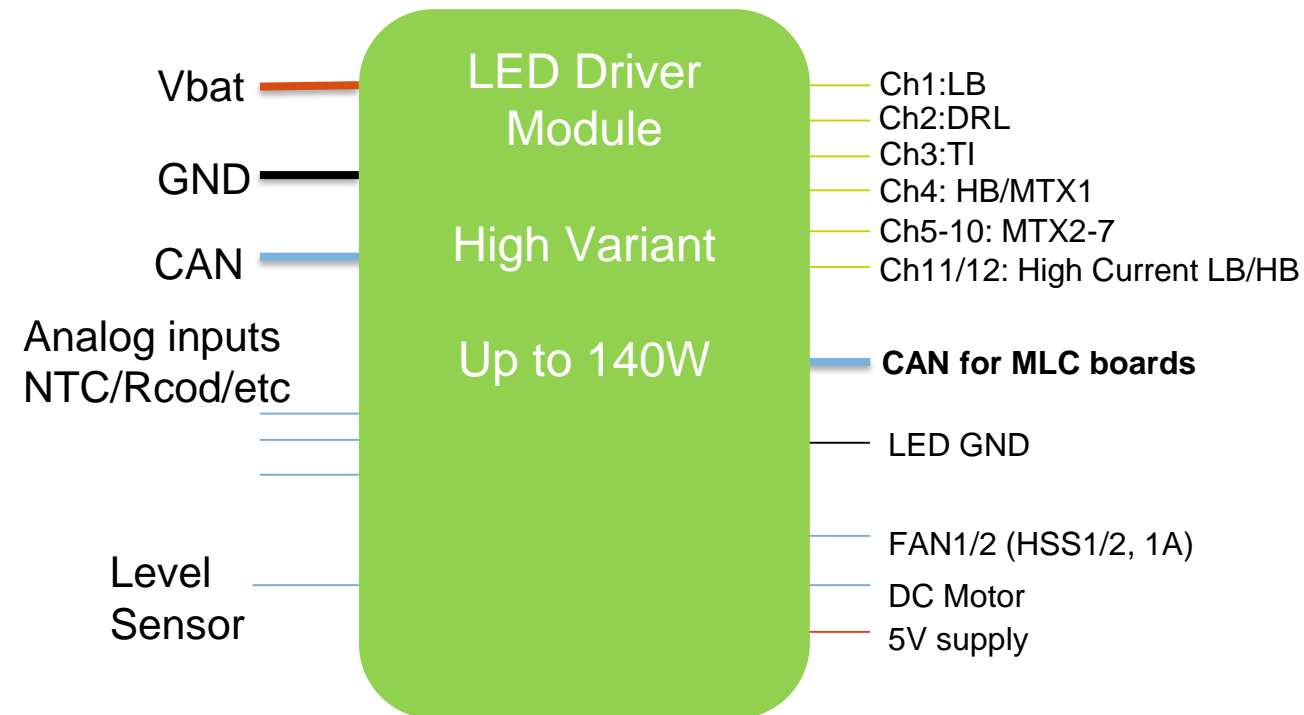 Vbat
GND
CAN
Analog inputs
NTC/Rcod/etc
Level
Sensor
LED Driver
Module
High Variant
Up to 140W
Ch1:LB
Ch2:DRL
Ch3:TI
Ch4: HB/MTX1
Ch5-10: MTX2-7
Ch11/12: High Current LB/HB
CAN for MLC boards
LED GND
FAN1/2 (HSS1/2, 1A)
DC Motor
5V supply